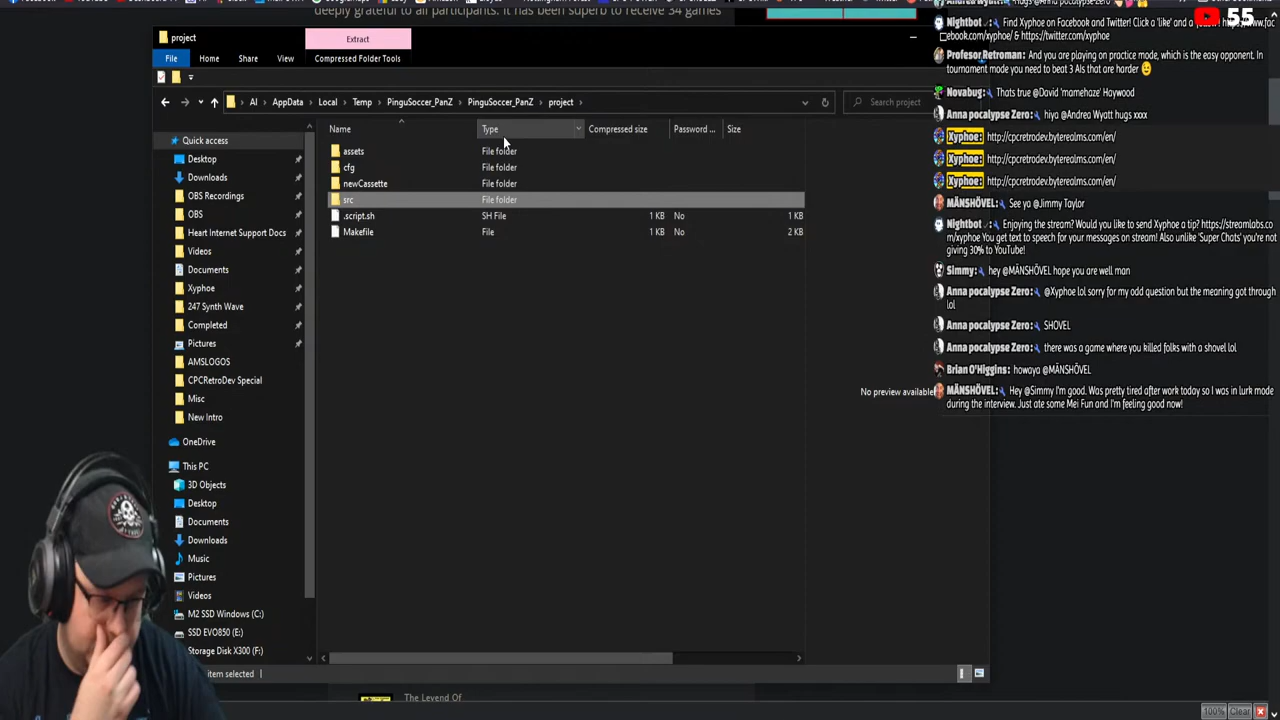 deeply grateful to all participants. It has been superb to receive 34 games
project
Extract
File
Home
Share
View
Compressed Folder Tools
AI
AppData
Local
Temp
PinguSoccer_PanZ
PinguSoccer_PanZ
project
Search project
Name
Type
Compressed size
Password ...
Size
assets
File folder
cfg
File folder
newCassette
File folder
src
File folder
.script.sh
SH File
1 KB
No
1 KB
Makefile
File
1 KB
No
2 KB
Quick access
Desktop
Downloads
OBS Recordings
OBS
Heart Internet Support Docs
Videos
Documents
Xyphoe
247 Synth Wave
Completed
Pictures
AMSLOGOS
CPCRetroDev Special
Misc
New Intro
OneDrive
This PC
3D Objects
Desktop
Documents
Downloads
Music
Pictures
Videos
M2 SSD Windows (C:)
SSD EVO850 (E:)
Storage Disk X300 (F:)
item selected
No preview available
The Levend Of
55
Nightbot: Find Xyphoe on Facebook and Twitter! Click a 'like' and a
ebook.com/xyphoe/ & https://twitter.com/xyphoe
Profesor Retroman: And you are playing on practice mode, which is the easy opponent. In
tournament mode you need to beat 3 AIs that are harder
Novabug: Thats true @David 'mamehaze' Haywood
Anna pocalypse Zero: hiyo @Andrea Wyatt hugs xxxx
Xyphoe: http://cpcretrodev.byterealms.com/en/
Xyphoe: http://cpcretrodev.byterealms.com/en/
Xyphoe: http://cpcretrodev.byterealms.com/en/
MÄNSHÖVEL: See ya @Jimmy Taylor
Nightbot: Enjoying the stream? Would you like to send Xyphoe a tip? https://streamlabs.co
m/xyphoe You get text to speech for your messages on stream! Also unlike 'Super Chats' you're not
giving 30% to YouTube!
Simmy: hey @MÄNSHÖVEL hope you are well man
Anna pocalypse Zero: @Xyphoe lol sorry for my odd question but the meaning got through
lol
Anna pocalypse Zero: SHOVEL
Anna pocalypse Zero: there was a game where you killed folks with a shovel lol
Brian O'Higgins: howaya @MÄNSHÖVEL
MÄNSHÖVEL: Hey @Simmy I'm good. Was pretty tired after work today so I was in lurk mode
during the interview. Just ate some Mei Fun and I'm feeling good now!
100%
Clear